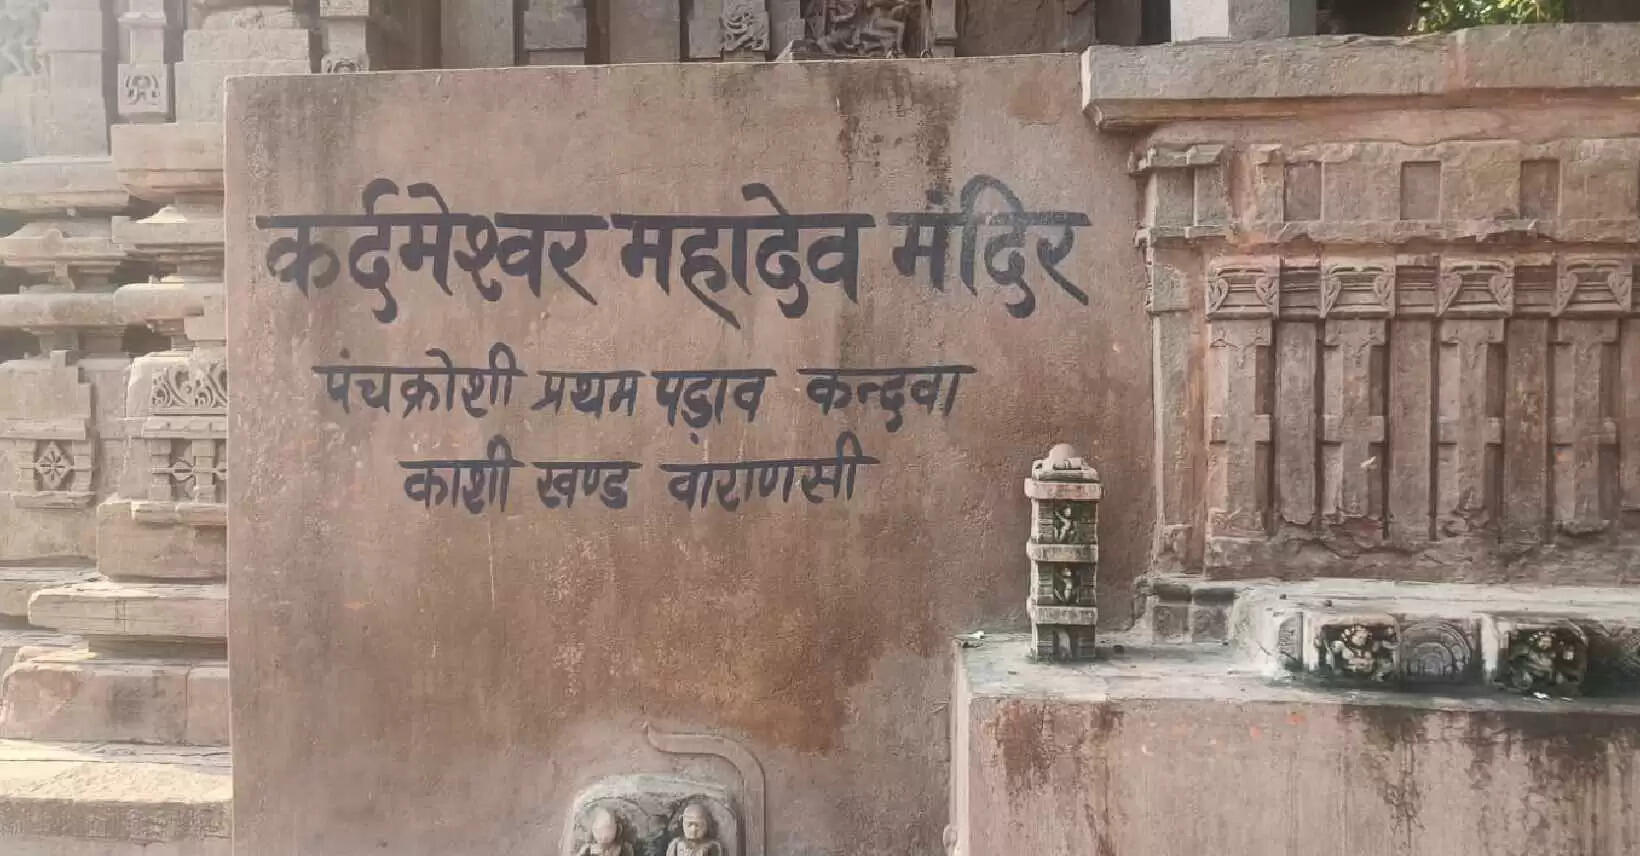 कर्दमेश्वर महादेव मंदिर
पंचक्रोशी प्रथम पड़ाव कन्दवा
काशी खण्ड वाराणसी